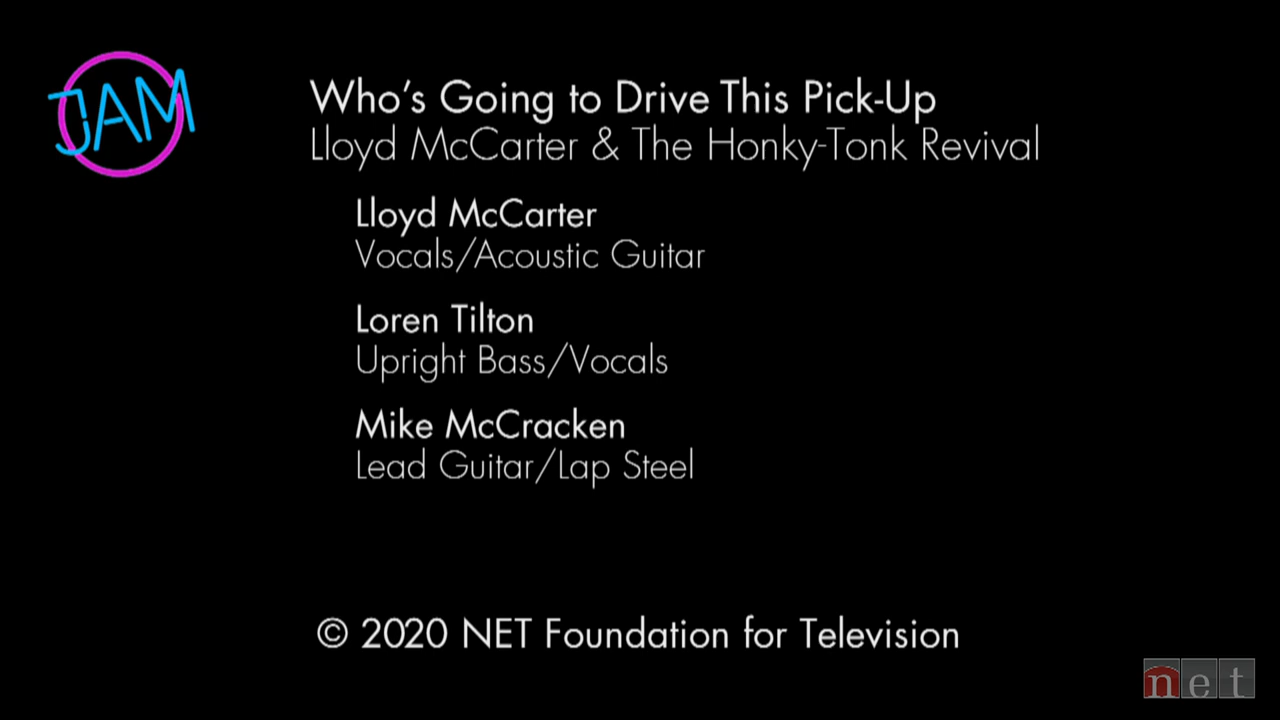 JAM
Who's Going to Drive This Pick-Up
Lloyd McCarter & The Honky-Tonk Revival
Lloyd McCarter
Vocals/Acoustic Guitar
Loren Tilton
Upright Bass/Vocals
Mike McCracken
Lead Guitar/Lap Steel
© 2020 NET Foundation for Television
net